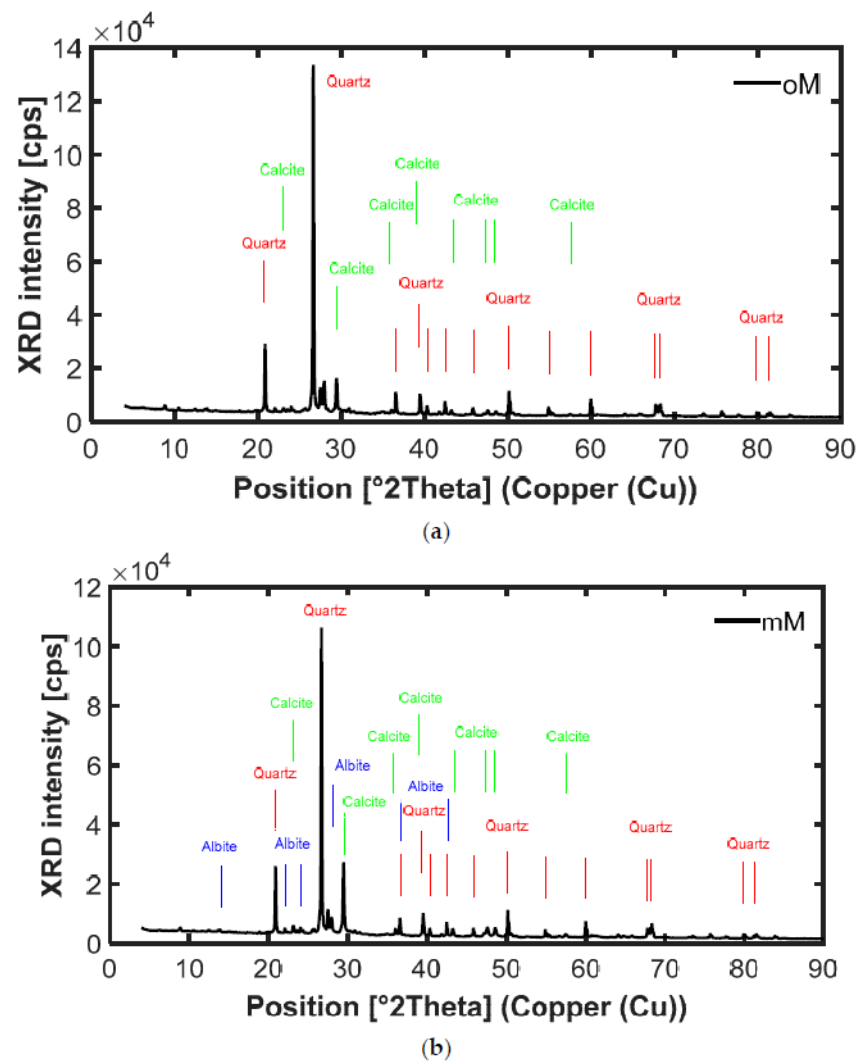 ×10⁴
14
12
10
8
6
4
2
0
XRD intensity [cps]
oM
Quartz
Calcite
Calcite
Calcite
Calcite
Calcite
Quartz
Calcite
Quartz
Quartz
Quartz
Quartz
0 10 20 30 40 50 60 70 80 90
Position [°2Theta] (Copper (Cu))
(a)
×10⁴
12
10
8
6
4
2
0
XRD intensity [cps]
mM
Quartz
Calcite
Calcite
Calcite
Calcite
Calcite
Quartz
Albite
Albite
Calcite
Quartz
Quartz
Quartz
Quartz
Albite
Albite
0 10 20 30 40 50 60 70 80 90
Position [°2Theta] (Copper (Cu))
(b)